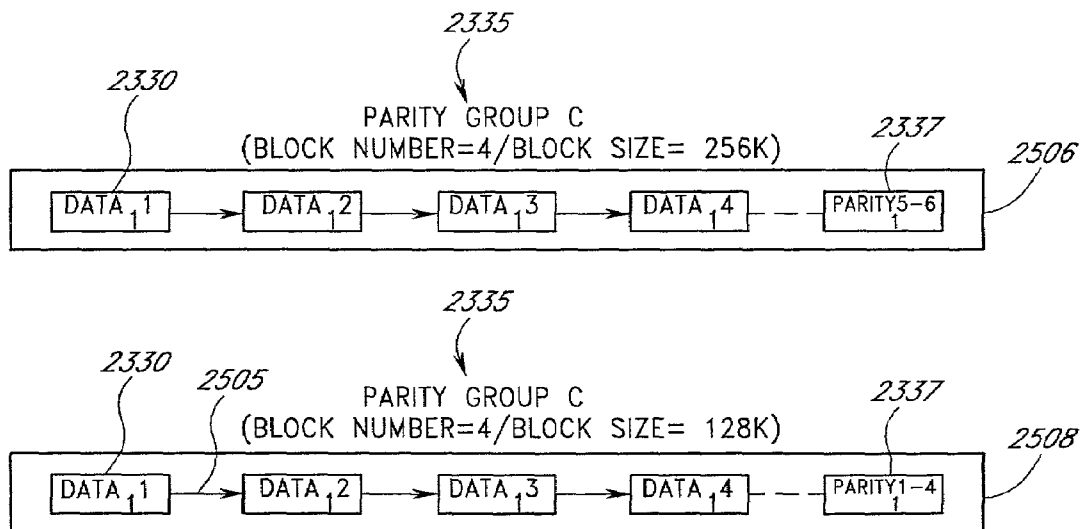 2335
2330
PARITY GROUP C
2337
(BLOCK NUMBER=4/BLOCK SIZE= 256K)
2506
DATA 1 1
DATA 1 2
DATA 1 3
DATA 1 4
PARITY5-6
1
2335
2330
2505
PARITY GROUP C
2337
(BLOCK NUMBER=4/BLOCK SIZE= 128K)
2508
DATA 1 1
DATA 1 2
DATA 1 3
DATA 1 4
PARITY1-4
1